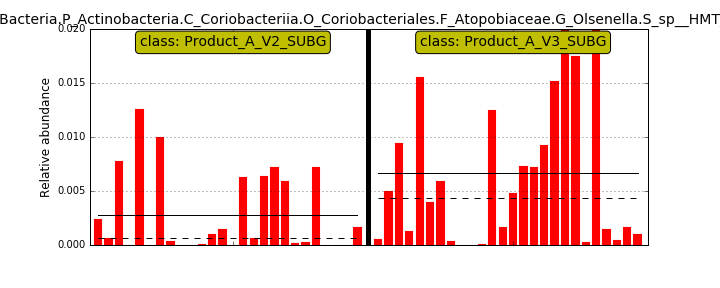 Bacteria.P_Actinobacteria.C_Coriobacteriia.O_Coriobacteriales.F_Atopobiaceae.G_Olsenella.S_sp__HMT
class: Product_A_V2_SUBG
class: Product_A_V3_SUBG
0.020
0.015
0.010
0.005
0.000
Relative abundance